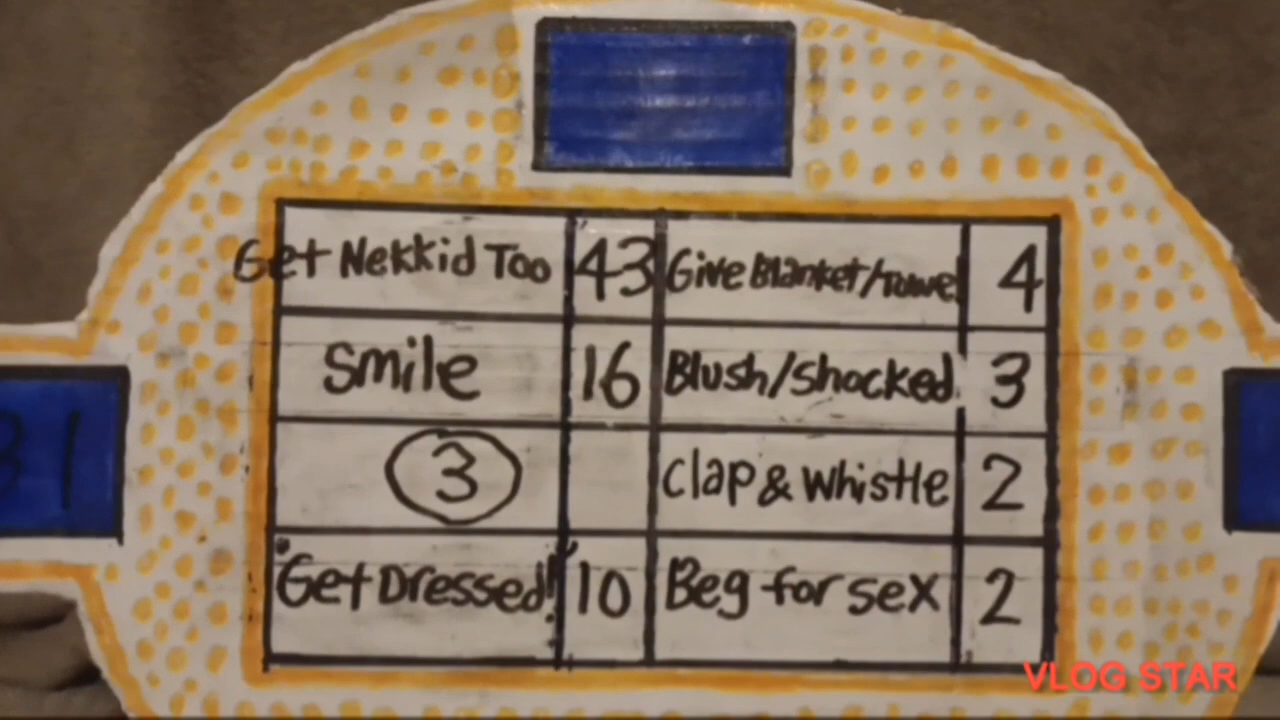 Get Nekkid Too 43 Give Blanket/Towel 4
Smile 16 Blush/Shocked 3
3 Clap & Whistle 2
"Get Dressed!" 10 Beg for sex 2
31
VLOG STAR